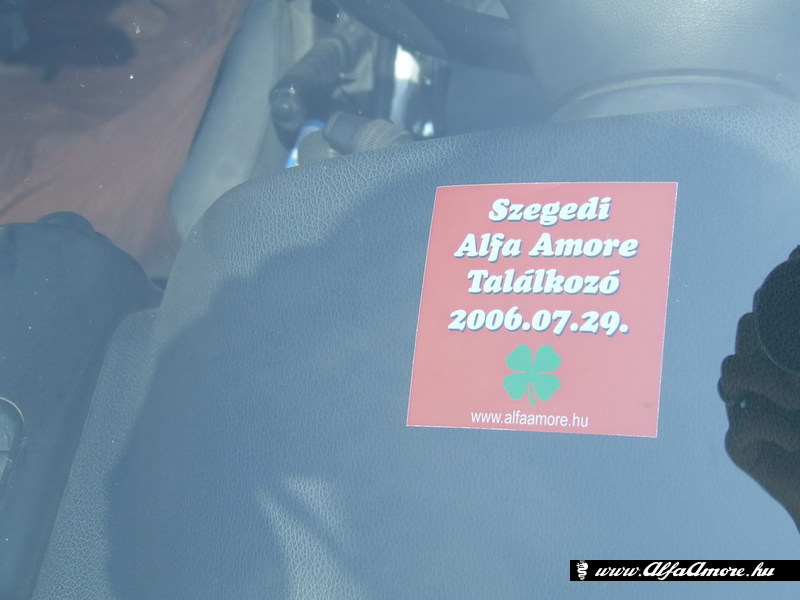 Szegedi
Alfa Amore
Találkozó
2006.07.29.
www.alfaamore.hu
www.AlfaAmore.hu